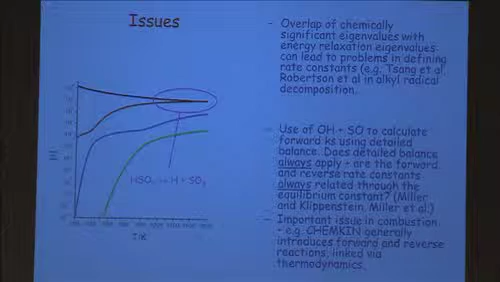 Issues
- Overlap of chemically
significant eigenvalues with
energy relaxation eigenvalues
can lead to problems in defining
rate constants (e.g. Tsang et al,
Robertson et al in alkyl radical
decomposition.
- Use of OH + SO to calculate
forward ks using detailed
balance. Does detailed balance
always apply – are the forward
and reverse rate constants
always related through the
equilibrium constant? (Miller
and Klippenstein, Miller et al.)
- Important issue in combustion
– e.g. CHEMKIN generally
introduces forward and reverse
reactions, linked via
thermodynamics.
T/K